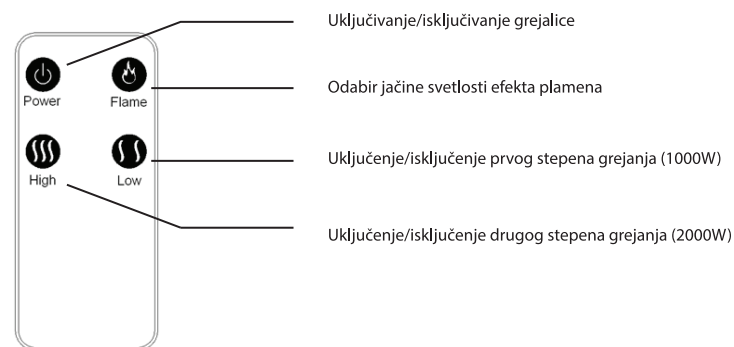 Uključivanje/isključivanje grejalice
Power
Flame
Odabir jačine svetlosti efekta plamena
High
Low
Uključenje/isključenje prvog stepena grejanja (1000W)
Uključenje/isključenje drugog stepena grejanja (2000W)